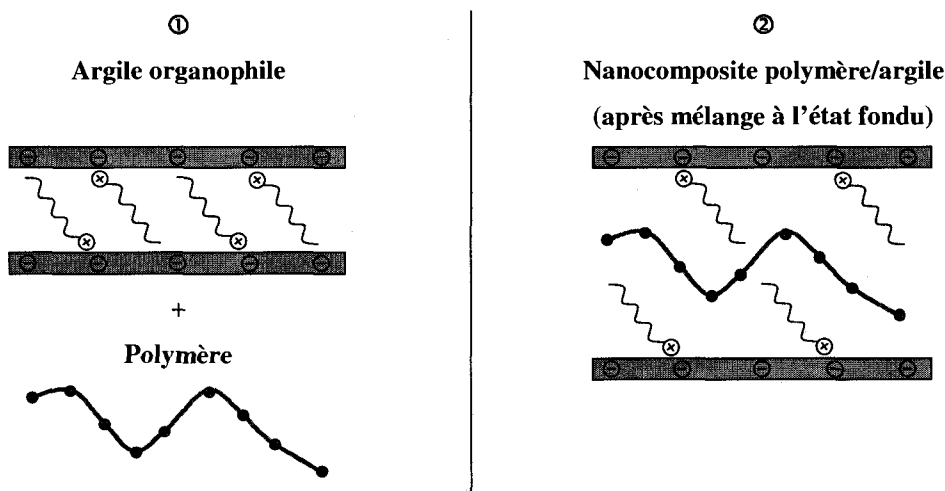 ①
Argile organophile
+
Polymère
②
Nanocomposite polymère/argile
(après mélange à l'état fondu)